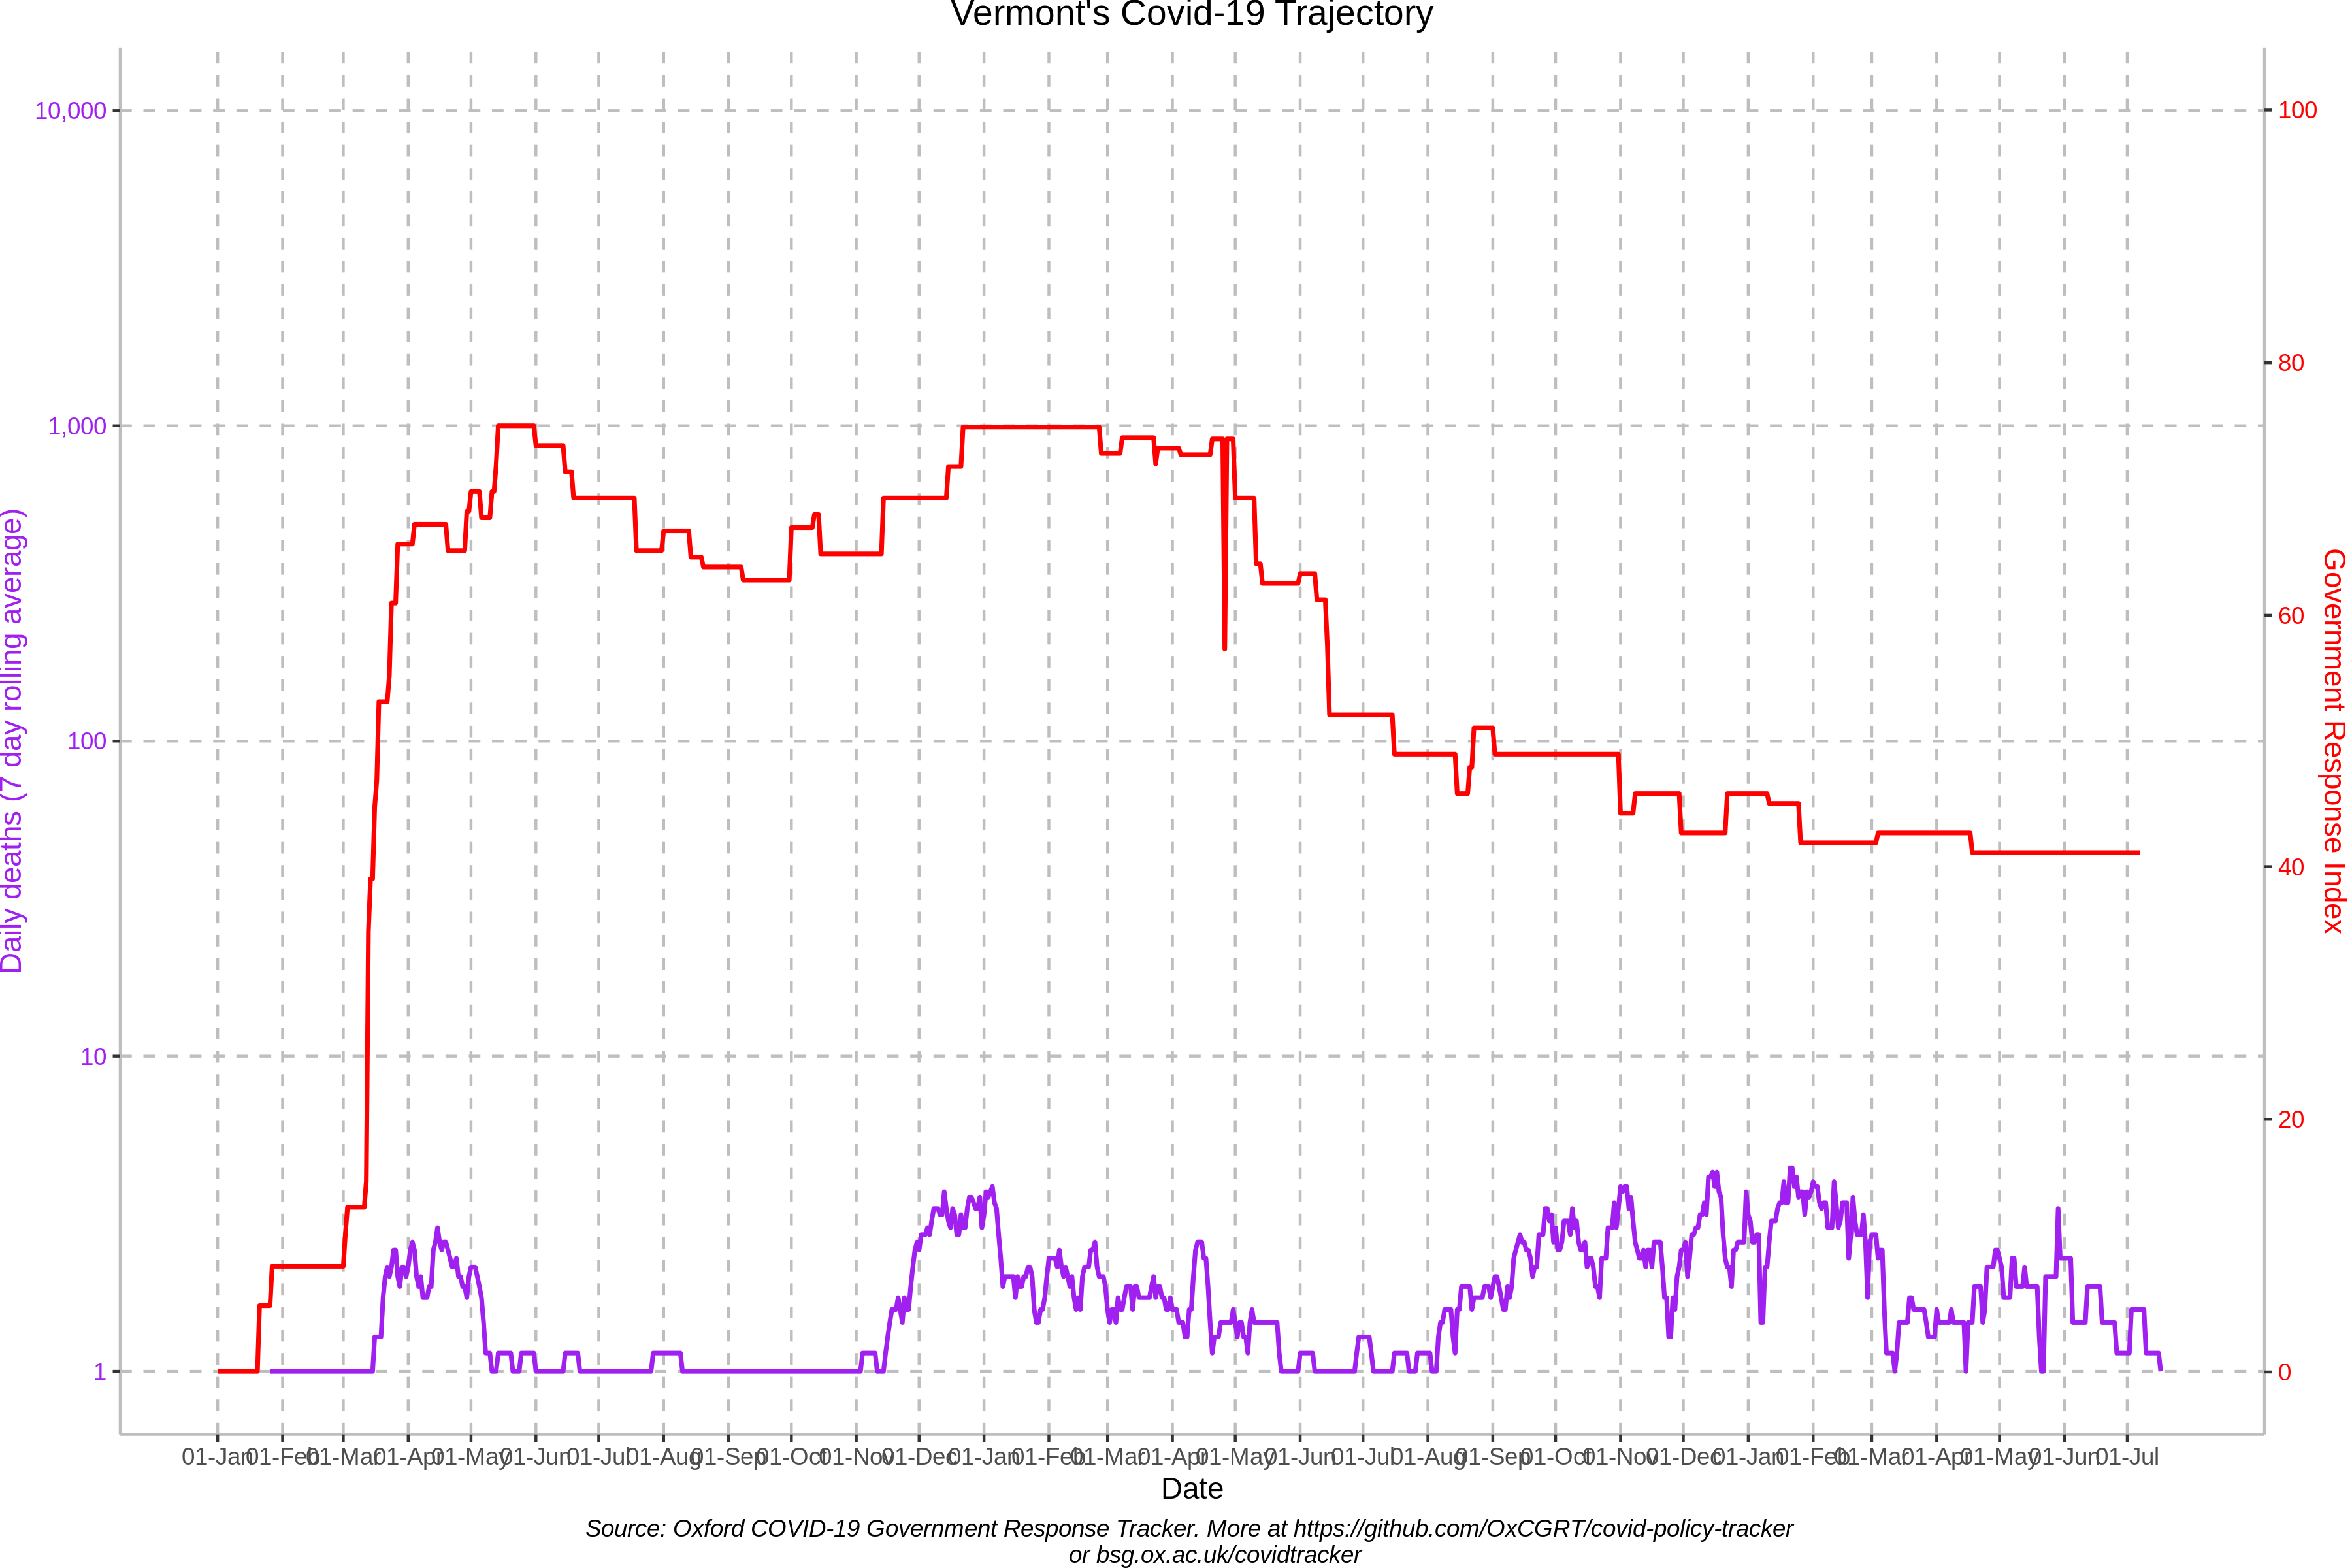 Vermont's Covid-19 Trajectory
10,000
1,000
100
10
1
Daily deaths (7 day rolling average)
100
80
60
40
20
0
Government Response Index
01-Jan 01-Feb 01-Mar 01-Apr 01-May 01-Jun 01-Jul 01-Aug 01-Sep 01-Oct 01-Nov 01-Dec 01-Jan 01-Feb 01-Mar 01-Apr 01-May 01-Jun 01-Jul 01-Aug 01-Sep 01-Oct 01-Nov 01-Dec 01-Jan 01-Feb 01-Mar 01-Apr 01-May 01-Jun 01-Jul
Date
Source: Oxford COVID-19 Government Response Tracker. More at https://github.com/OxCGRT/covid-policy-tracker
or bsg.ox.ac.uk/covidtracker